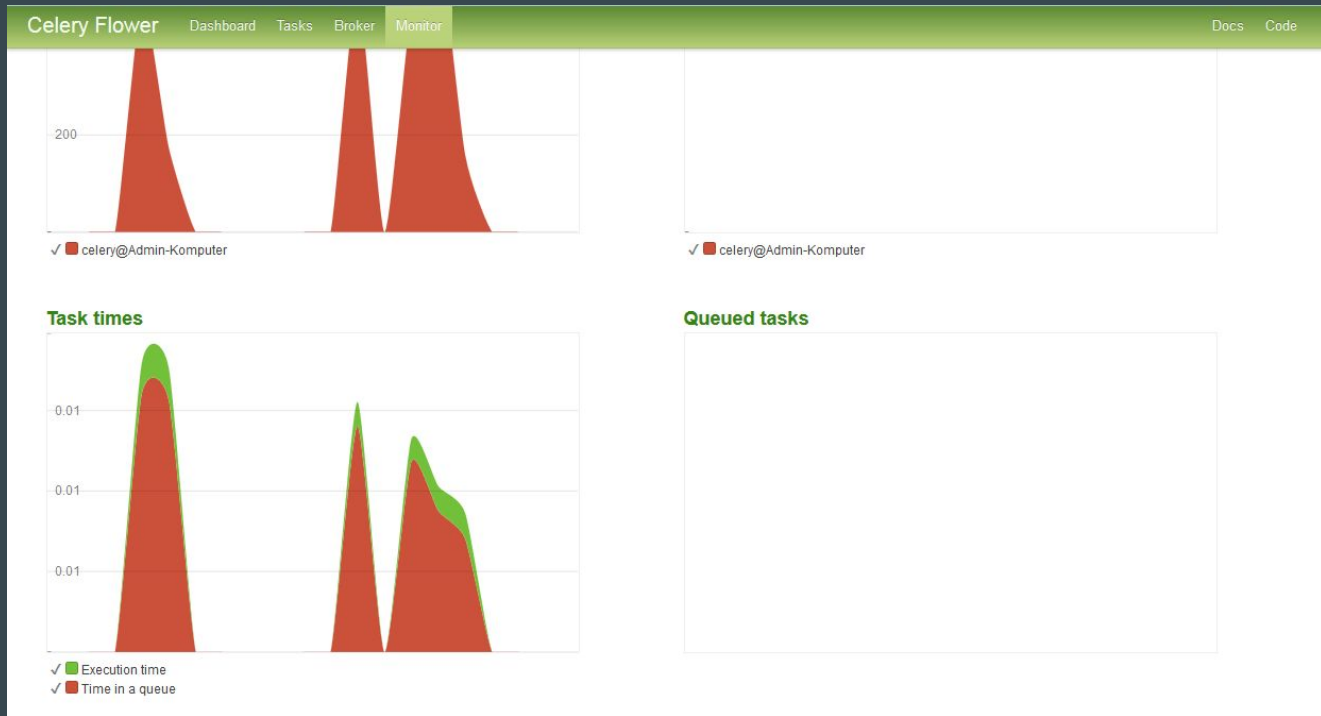 Celery Flower Dashboard Tasks Broker Monitor Docs Code
200
celery@Admin-Komputer
celery@Admin-Komputer
Task times
Queued tasks
0.01
0.01
0.01
Execution time
Time in a queue